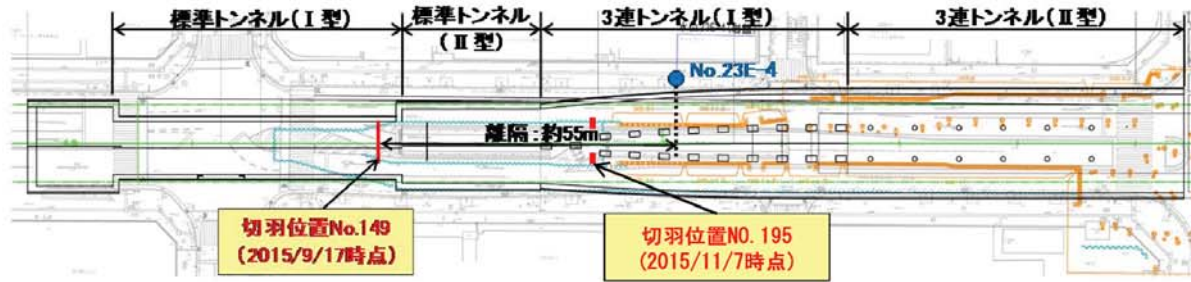 標準トンネル(Ⅰ型)
標準トンネル
(Ⅱ型)
3連トンネル(Ⅰ型)
3連トンネル(Ⅱ型)
No.23E-4
離隔:約55m
切羽位置No.149
(2015/9/17時点)
切羽位置NO.195
(2015/11/7時点)